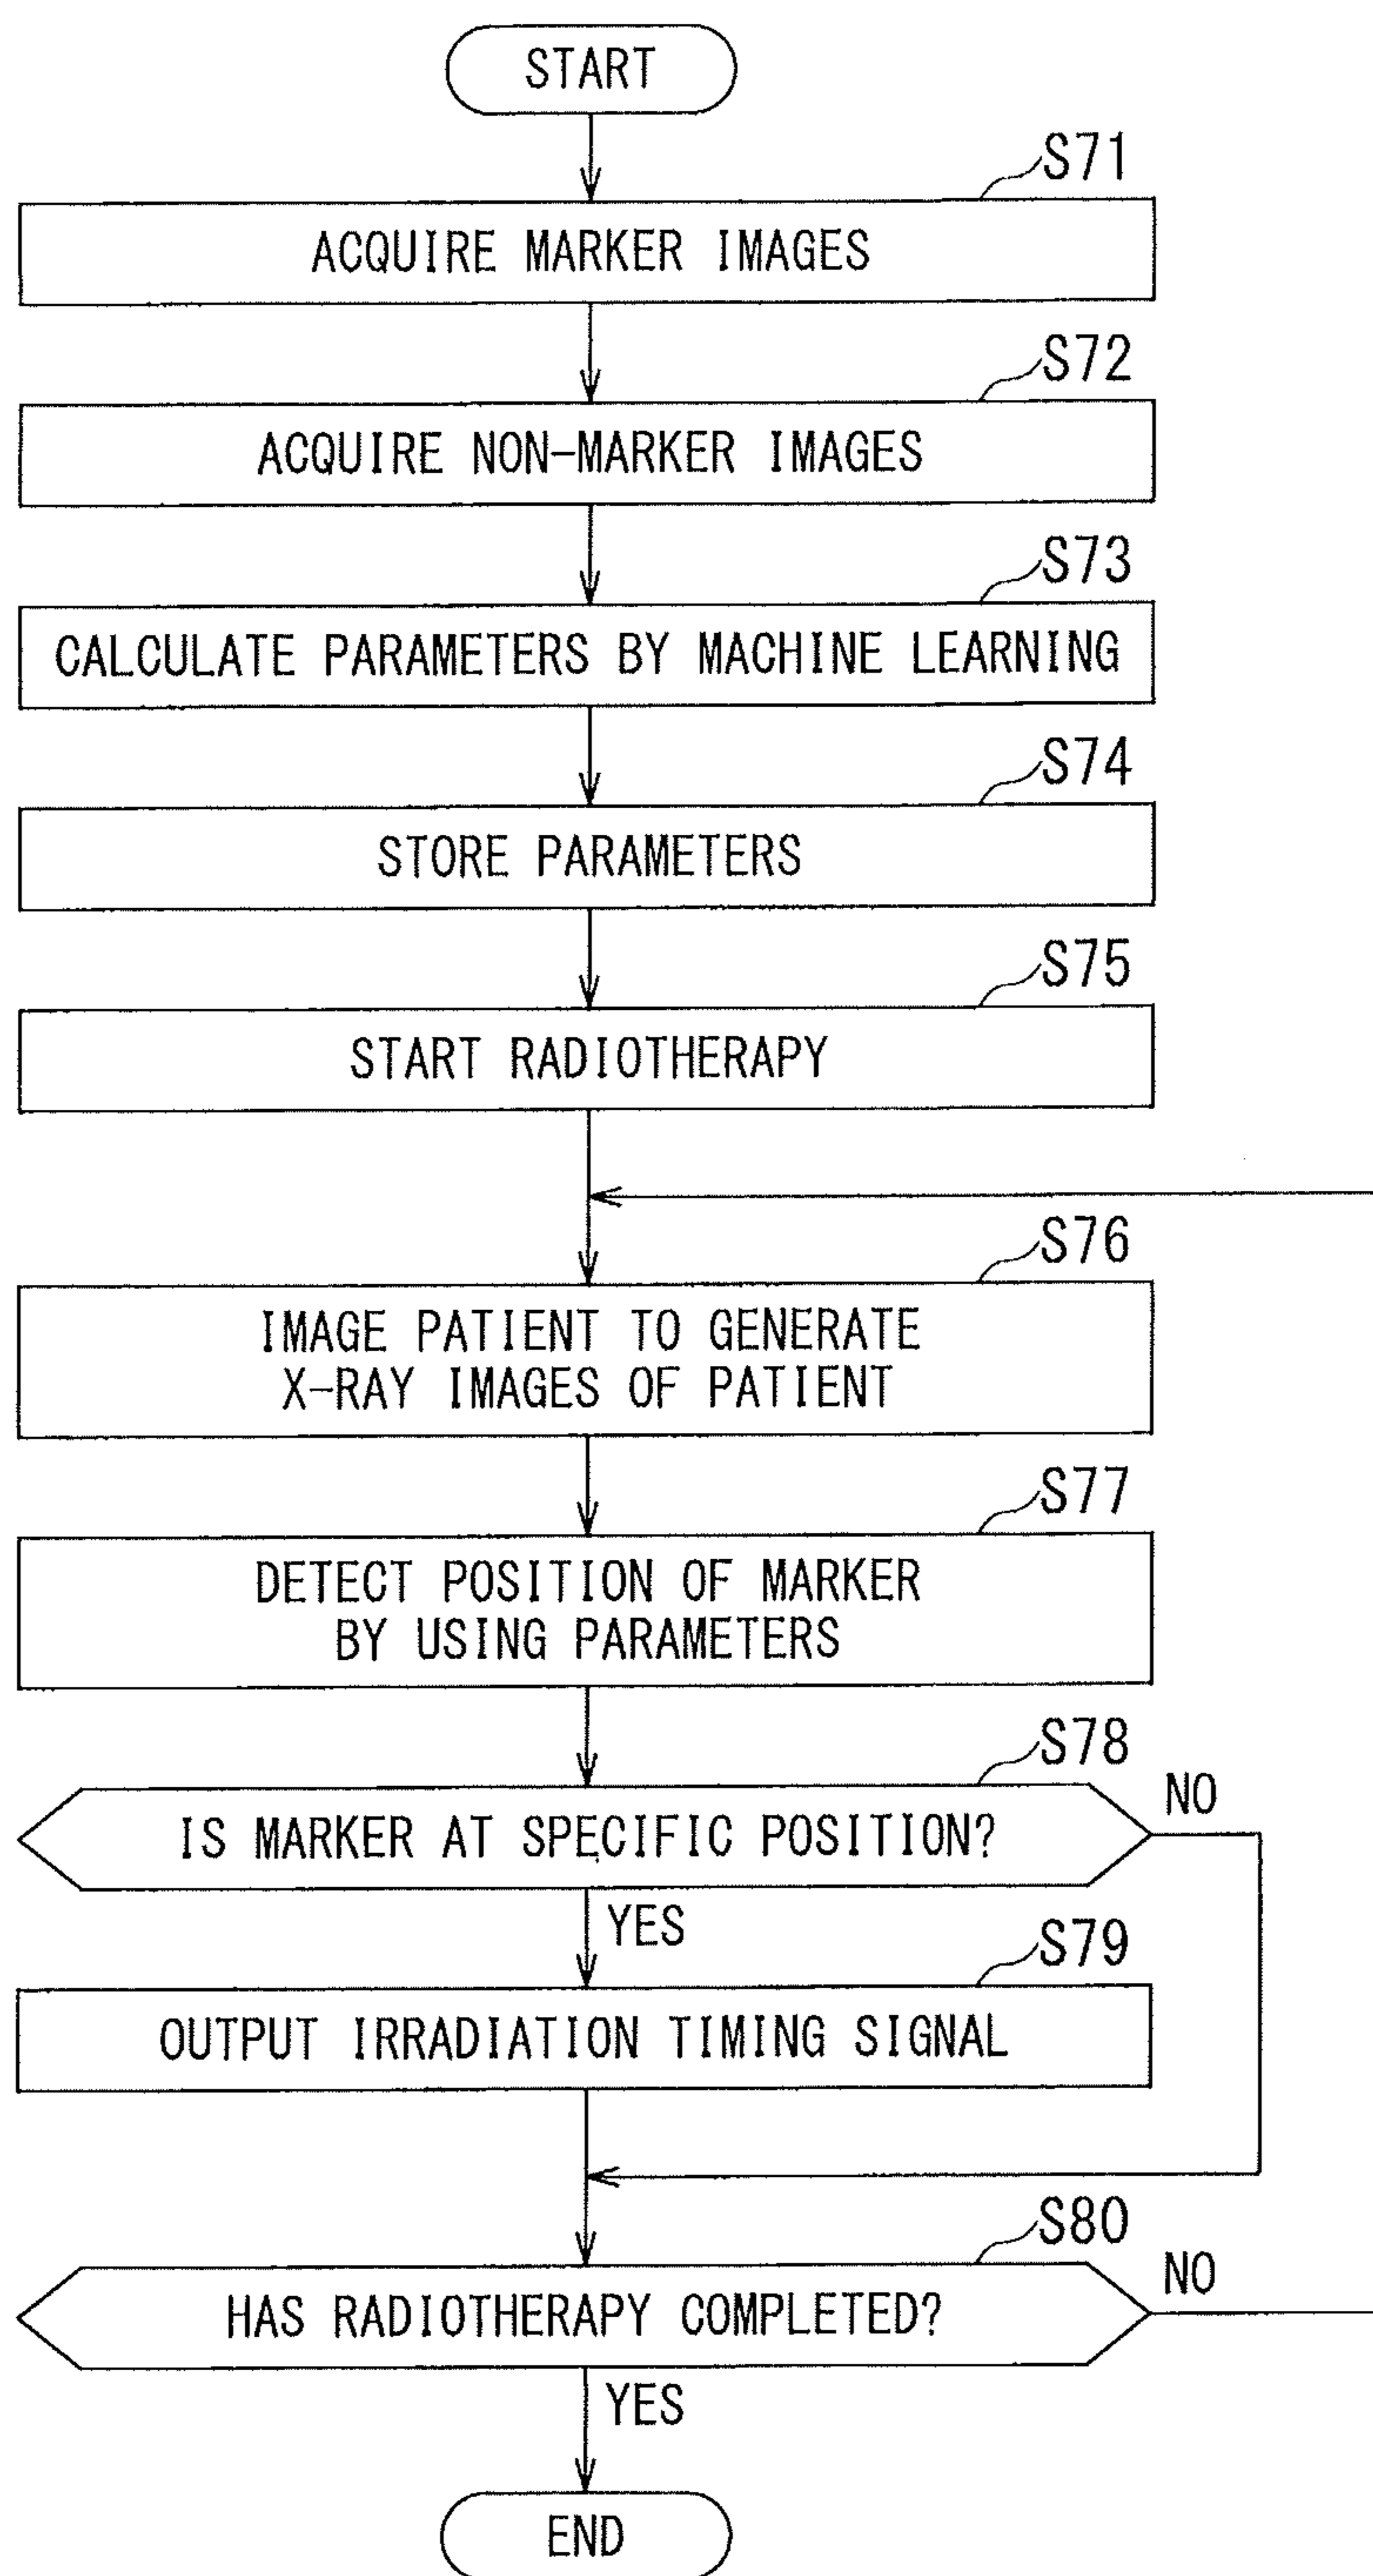 START
S71
ACQUIRE MARKER IMAGES
S72
ACQUIRE NON-MARKER IMAGES
S73
CALCULATE PARAMETERS BY MACHINE LEARNING
S74
STORE PARAMETERS
S75
START RADIOTHERAPY
S76
IMAGE PATIENT TO GENERATE
X-RAY IMAGES OF PATIENT
S77
DETECT POSITION OF MARKER
BY USING PARAMETERS
S78
IS MARKER AT SPECIFIC POSITION?
NO
YES
S79
OUTPUT IRRADIATION TIMING SIGNAL
S80
HAS RADIOTHERAPY COMPLETED?
NO
YES
END